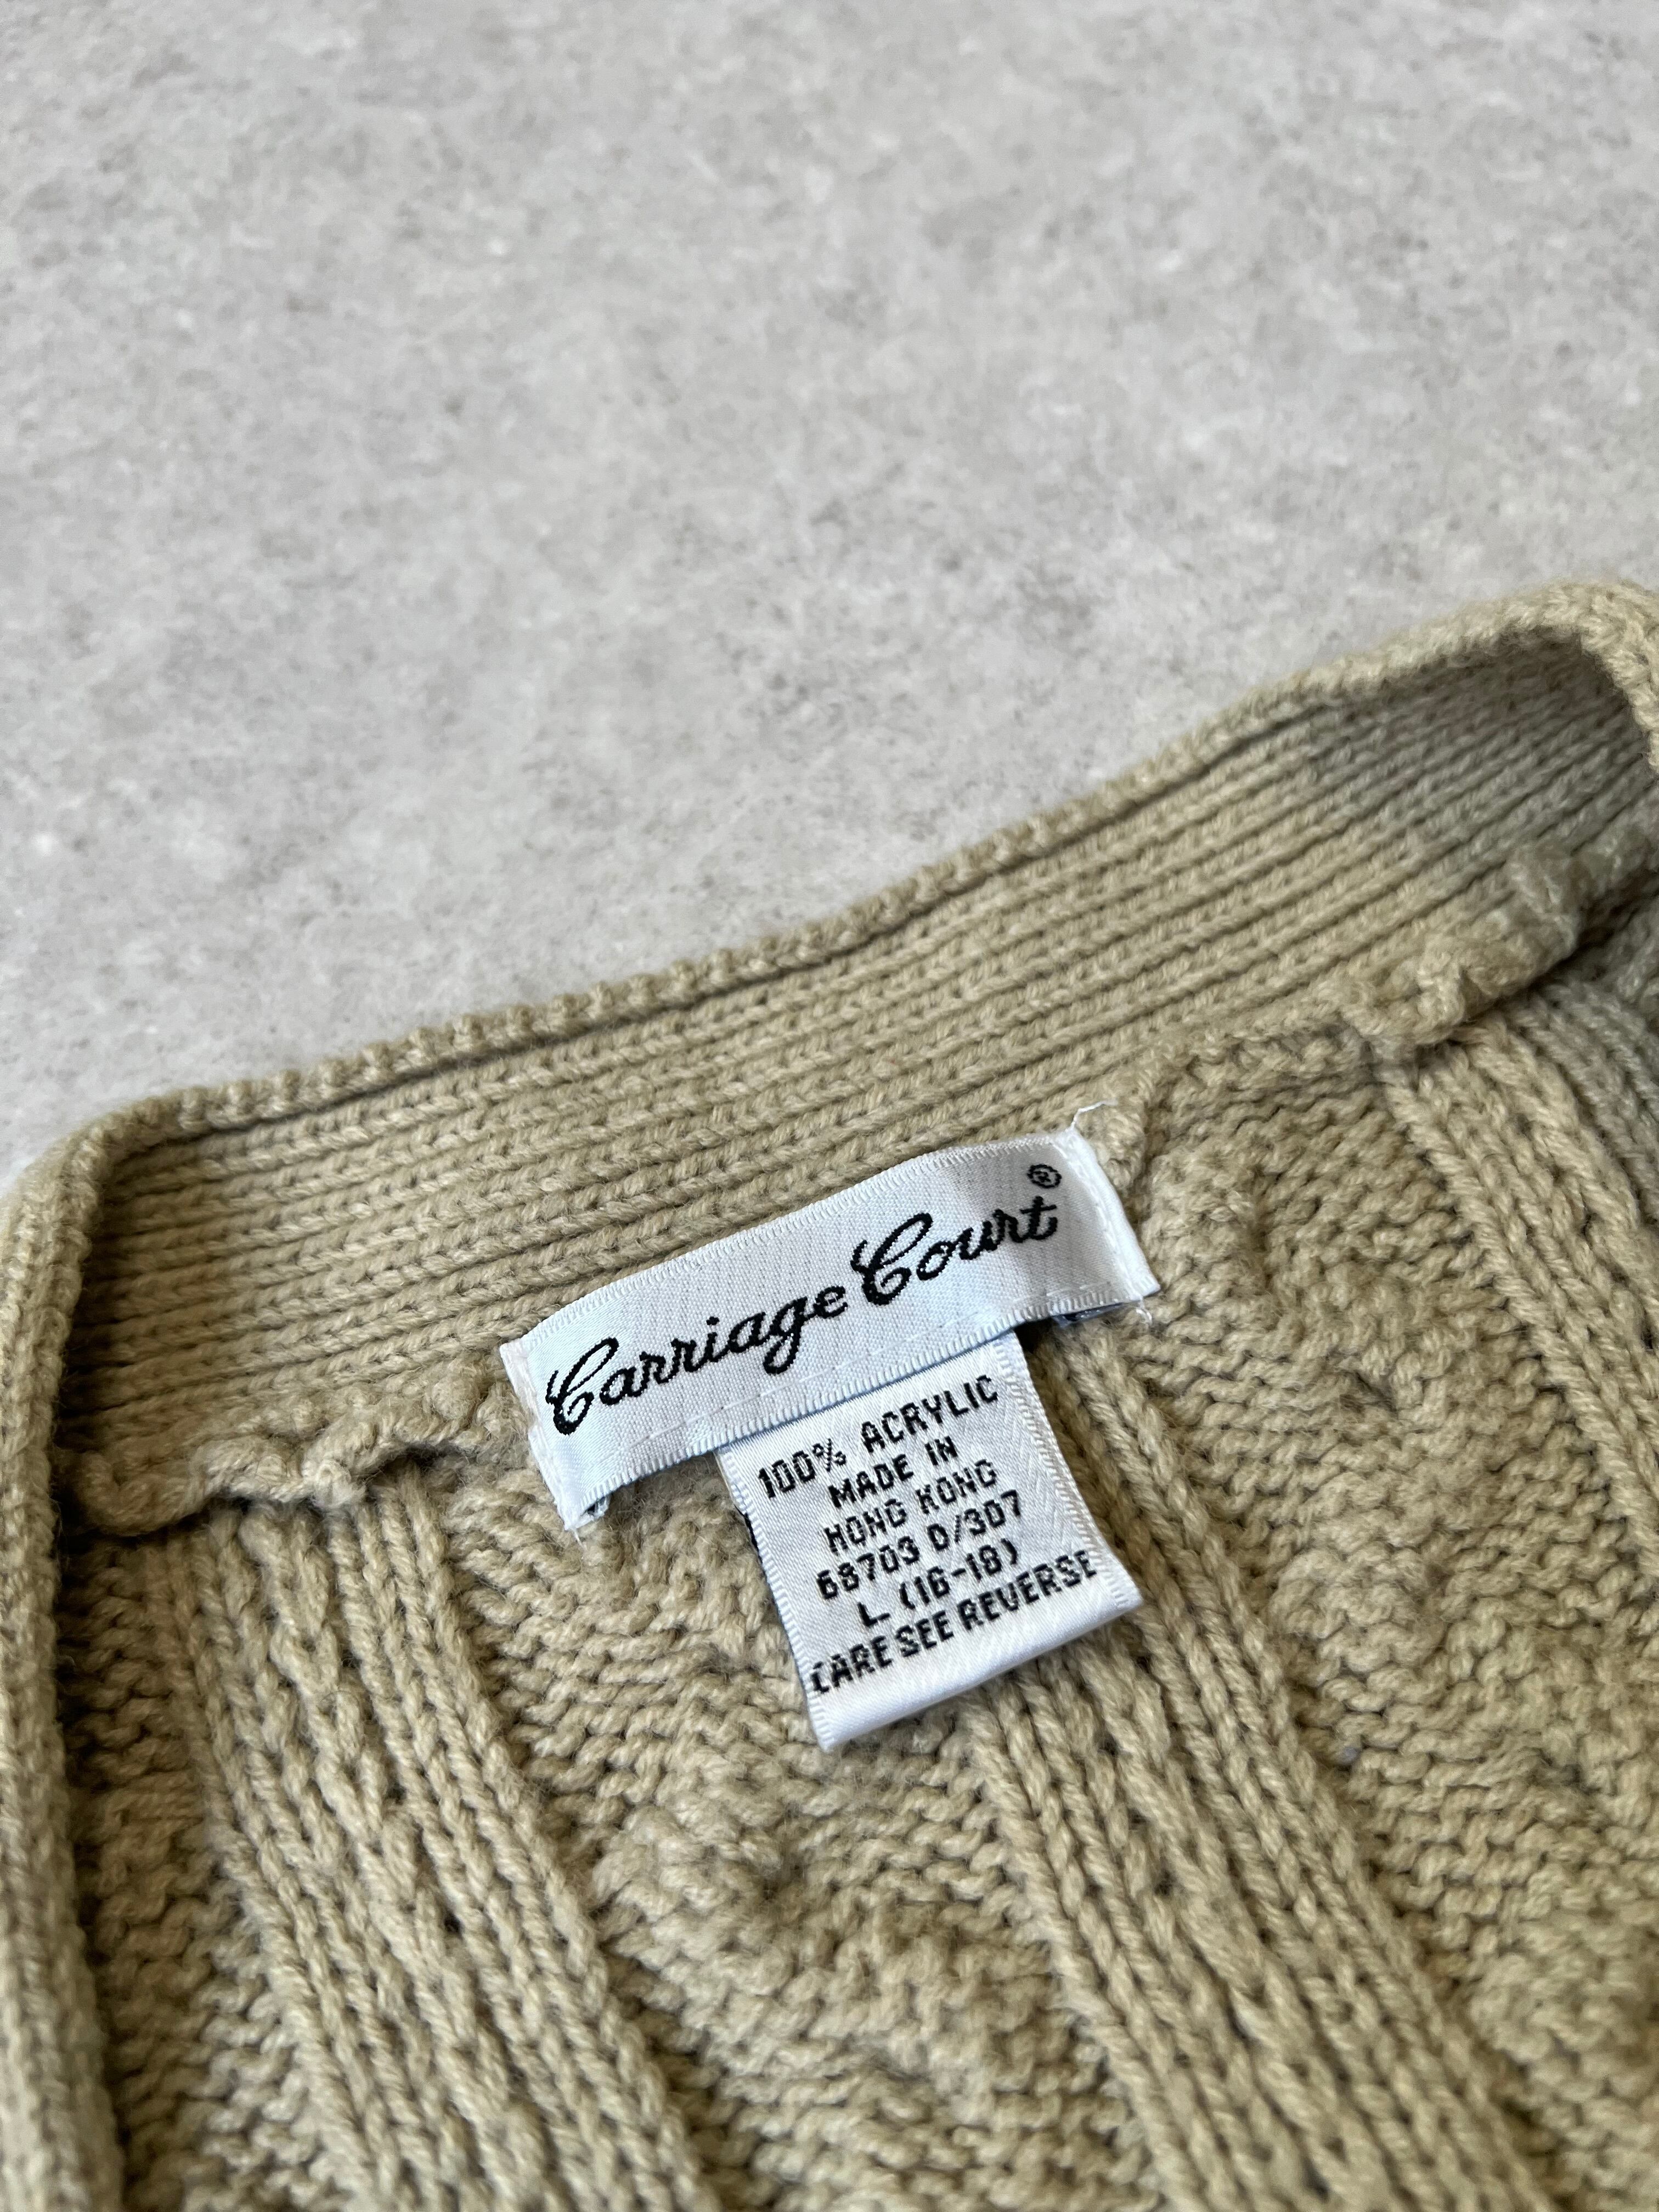 Carriage Court®
100% ACRYLIC
MADE IN
HONG KONG
68703 D/307
L (16-18)
CARE SEE REVERSE